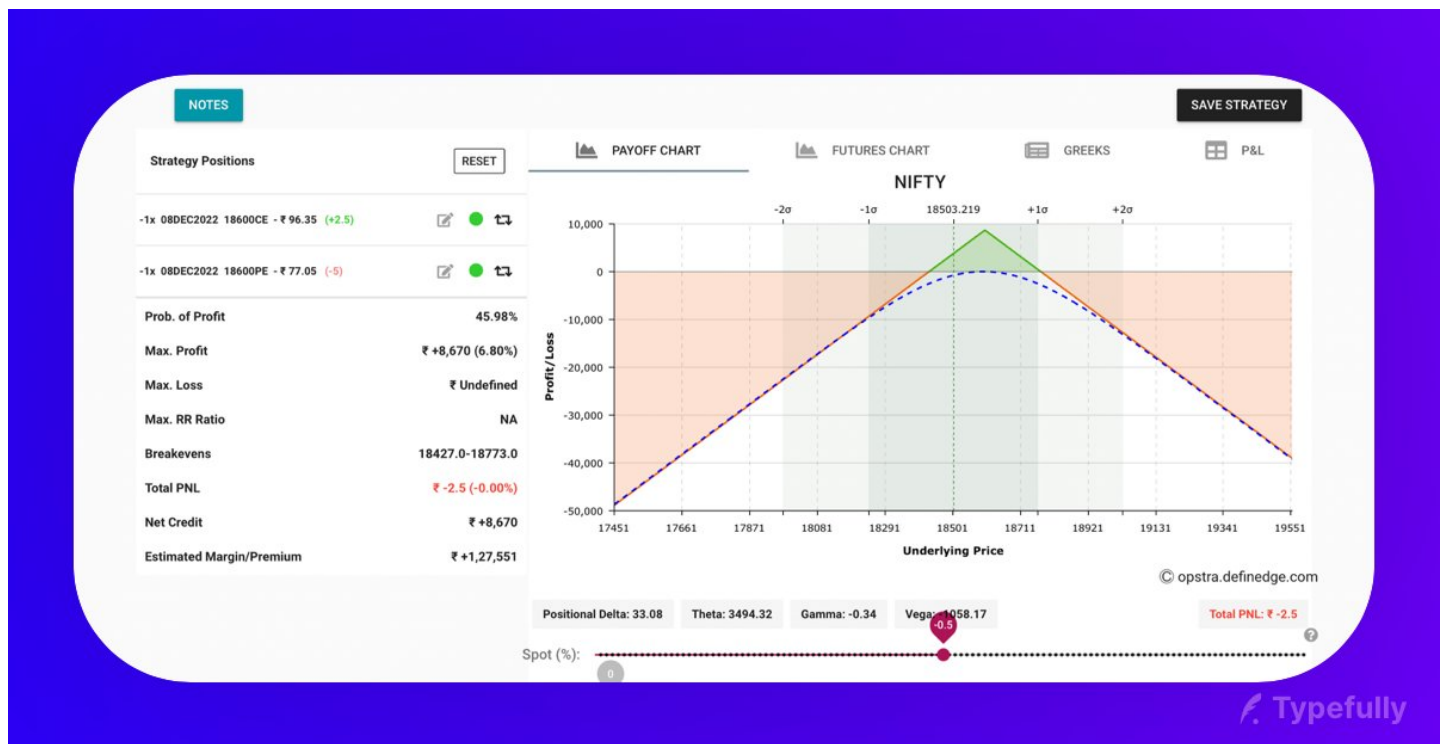 NOTES
SAVE STRATEGY
Strategy Positions
RESET
-1x 08DEC2022 18600CE - ₹ 96.35 (+2.5)
-1x 08DEC2022 18600PE - ₹ 77.05 (-5)
Prob. of Profit 45.98%
Max. Profit ₹ +8,670 (6.80%)
Max. Loss ₹ Undefined
Max. RR Ratio NA
Breakevens 18427.0-18773.0
Total PNL ₹ -2.5 (-0.00%)
Net Credit ₹ +8,670
Estimated Margin/Premium ₹ +1,27,551
PAYOFF CHART FUTURES CHART GREEKS P&L
NIFTY
-2σ -1σ 18503.219 +1σ +2σ
10,000
0
-10,000
-20,000
-30,000
-40,000
-50,000
Profit/Loss
17451 17661 17871 18081 18291 18501 18711 18921 19131 19341 19551
Underlying Price
© opstra.definedge.com
Positional Delta: 33.08 Theta: 3494.32 Gamma: -0.34 Vega: -1058.17 Total PNL: ₹ -2.5
-0.5
?
Spot (%):
0
Typefully